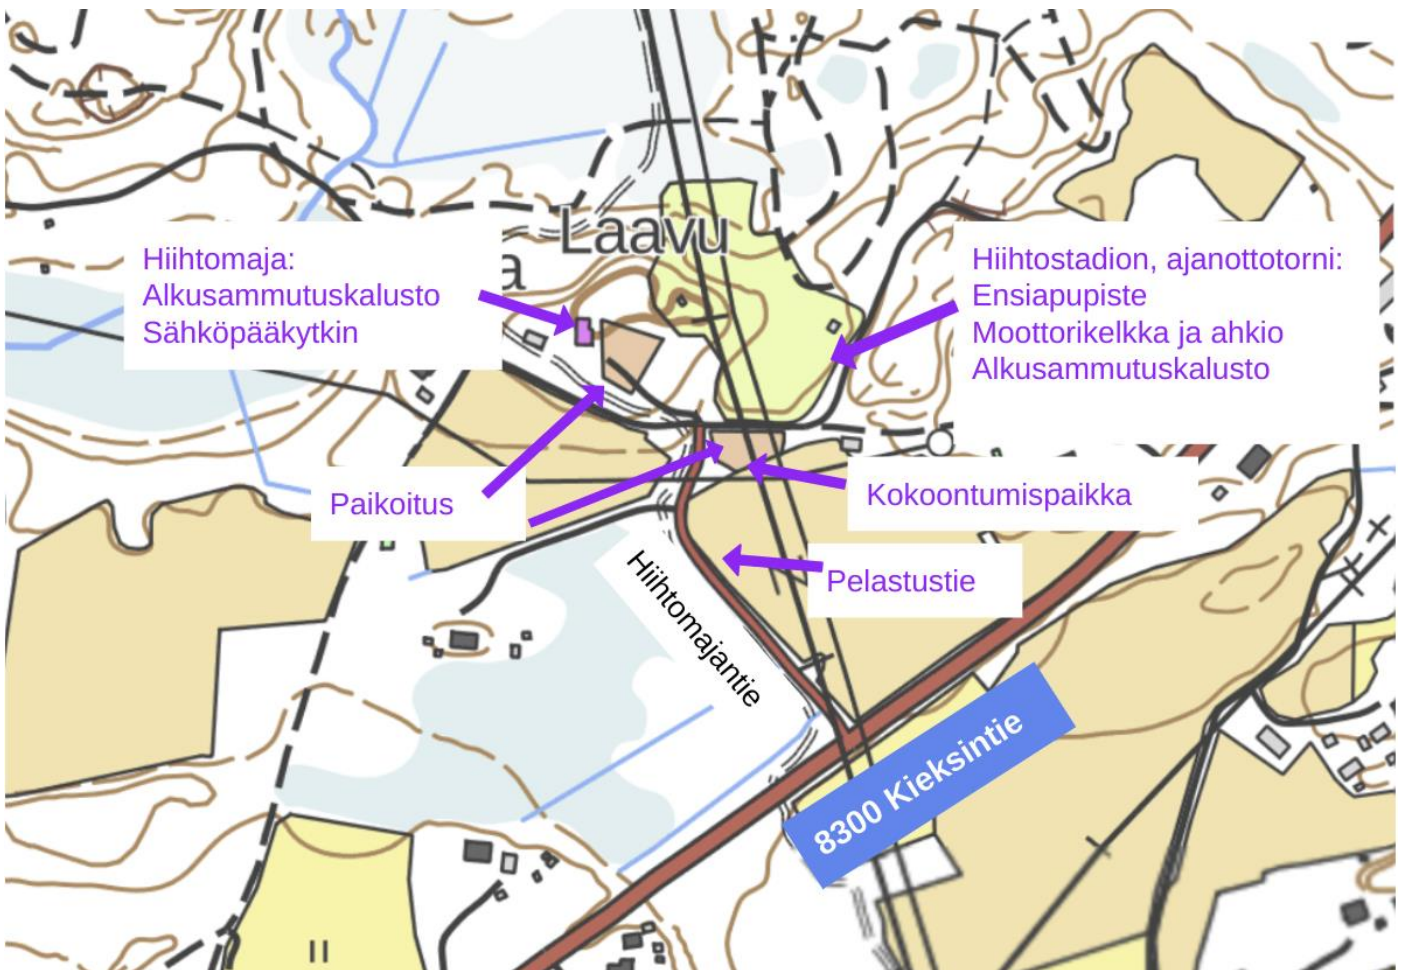 Laavu
a
Hiihtomaja:
Alkusammutuskalusto
Sähköpääkytkin
Hiihtostadion, ajanottotorni:
Ensiapupiste
Moottorikelkka ja ahkio
Alkusammutuskalusto
Paikoitus
Kokoontumispaikka
Pelastustie
Hiihtomajantie
8300 Kieksintie